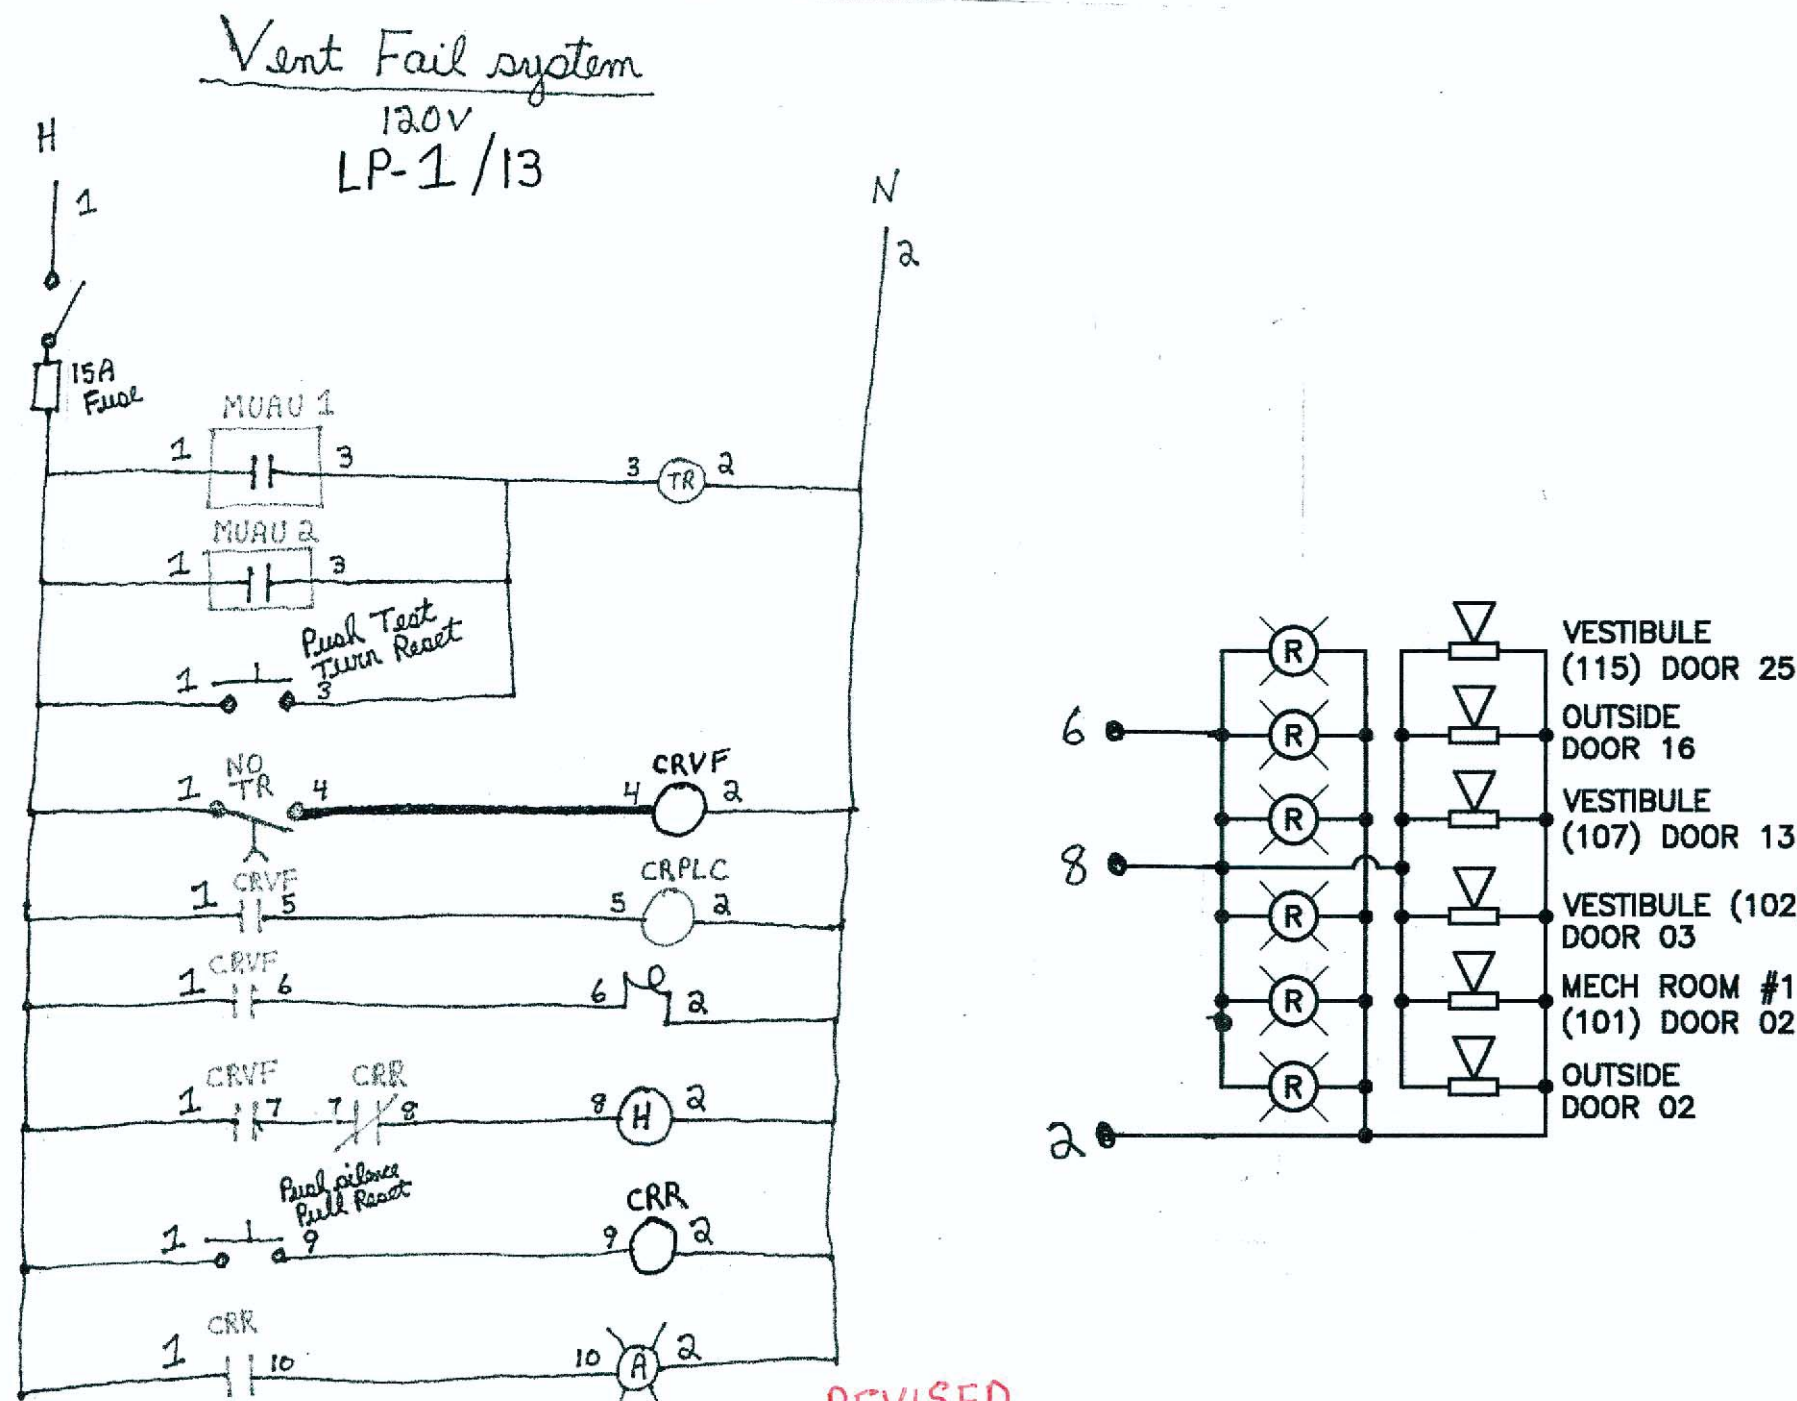 Vent Fail system
120V
LP-1/13
H
1
N
2
15A
Fuse
MUAU 1
1 3 3 TR 2
MUAU 2
1 3
Push Test
Turn Reset
1 3
NO
TR
CRVF
1 4 4 2
CRVF
CRPLC
1 5 5 2
CRVF
1 6 6 2
CRVF CRR
1 7 7 8 8 H 2
Push silence
Pull Reset
CRR
1 9 9 2
CRR
1 10 10 A 2
REVISED
6
8
2
R
R
R
R
R
R
VESTIBULE
(115) DOOR 25
OUTSIDE
DOOR 16
VESTIBULE
(107) DOOR 13
VESTIBULE (102
DOOR 03
MECH ROOM #1
(101) DOOR 02
OUTSIDE
DOOR 02